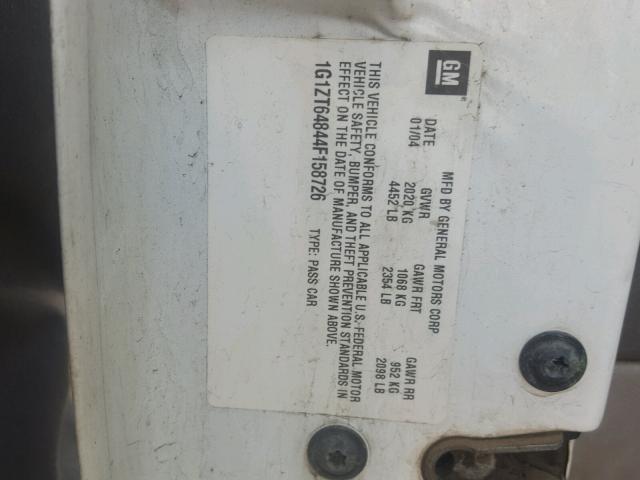 GM
MFD BY GENERAL MOTORS CORP
DATE GVWR GAWR FRT GAWR RR
01/04 2020 KG 1068 KG 952 KG
4452 LB 2354 LB 2098 LB
THIS VEHICLE CONFORMS TO ALL APPLICABLE U.S. FEDERAL MOTOR
VEHICLE SAFETY, BUMPER, AND THEFT PREVENTION STANDARDS IN
EFFECT ON THE DATE OF MANUFACTURE SHOWN ABOVE.
1G1ZT64844F158726 TYPE: PASS CAR